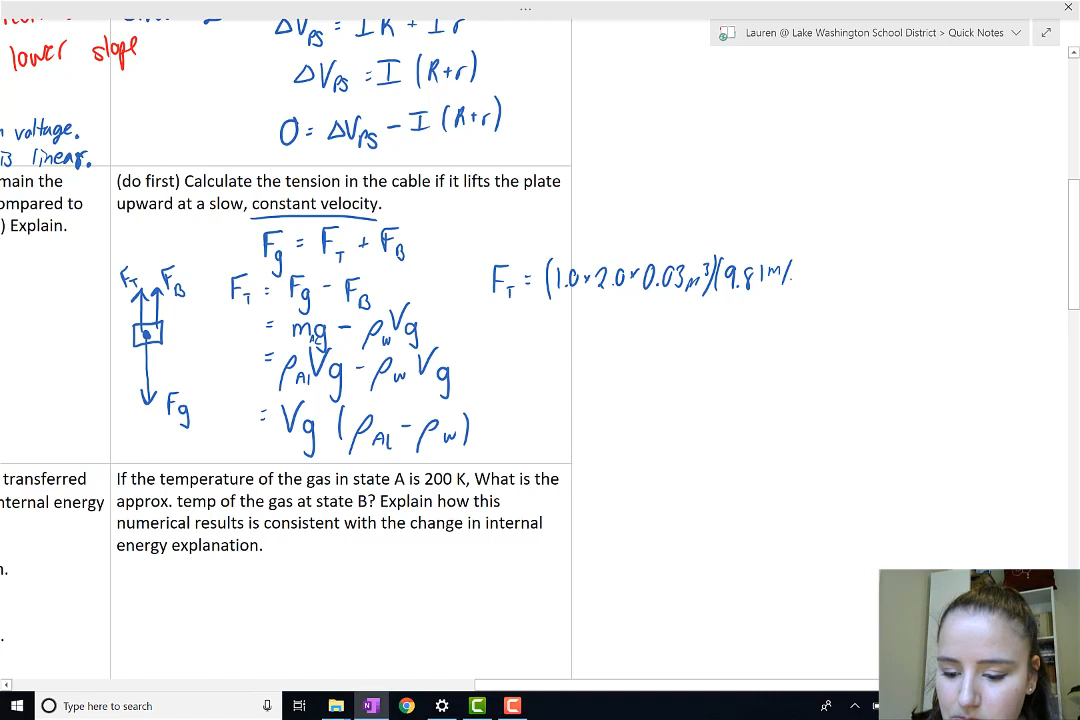 Lauren @ Lake Washington School District > Quick Notes
lower slope
ΔV_PS = IR + Ir
ΔV_PS = I (R+r)
0 = ΔV_PS - I (R+r)
voltage.
is linear.
main the
ompared to
) Explain.
(do first) Calculate the tension in the cable if it lifts the plate
upward at a slow, constant velocity.
F_g = F_T + F_B
F_T F_B
F_g
F_T = F_g - F_B
= m_Al g - ρ_w V g
= ρ_Al V g - ρ_w V g
= V g (ρ_Al - ρ_w)
F_T = (1.0 × 2.0 × 0.03 m³)(9.81 m/
transferred
nternal energy
n.
.
If the temperature of the gas in state A is 200 K, What is the
approx. temp of the gas at state B? Explain how this
numerical results is consistent with the change in internal
energy explanation.
Type here to search